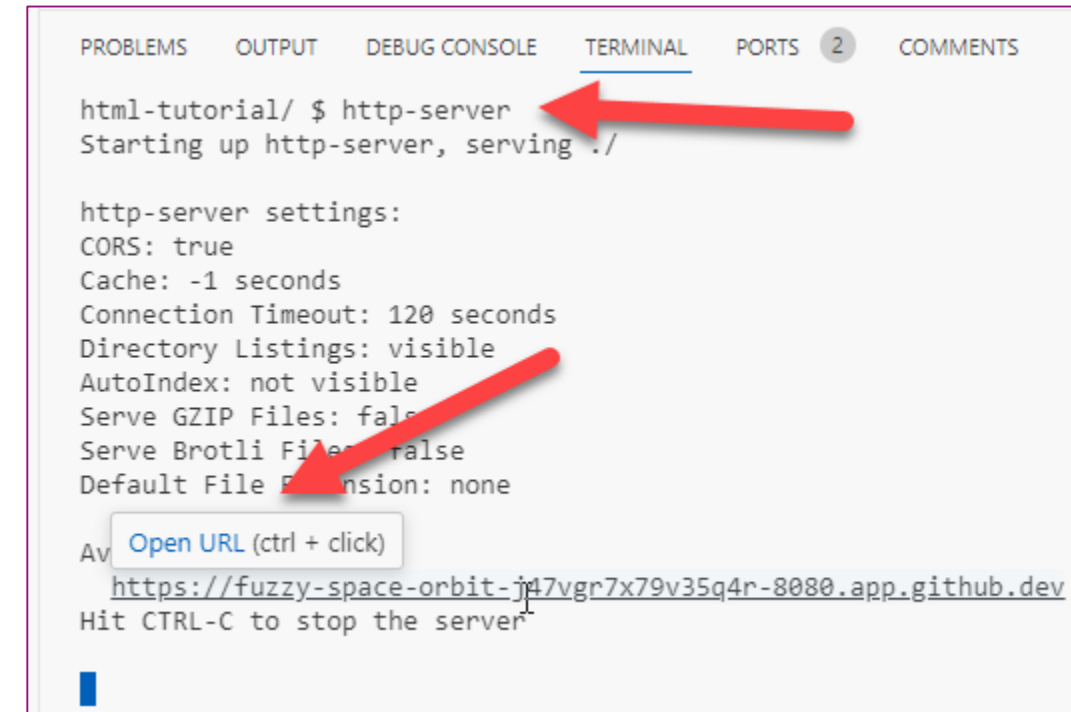 PROBLEMS OUTPUT DEBUG CONSOLE TERMINAL PORTS 2 COMMENTS
html-tutorial/ $ http-server
Starting up http-server, serving ./
http-server settings:
CORS: true
Cache: -1 seconds
Connection Timeout: 120 seconds
Directory Listings: visible
AutoIndex: not visible
Serve GZIP Files:
Serve Brotli false
Default File none
Open URL (ctrl + click)
Av
https://fuzzy-space-orbit-j47vgr7x79v35q4r-8080.app.github.dev
Hit CTRL-C to stop the server